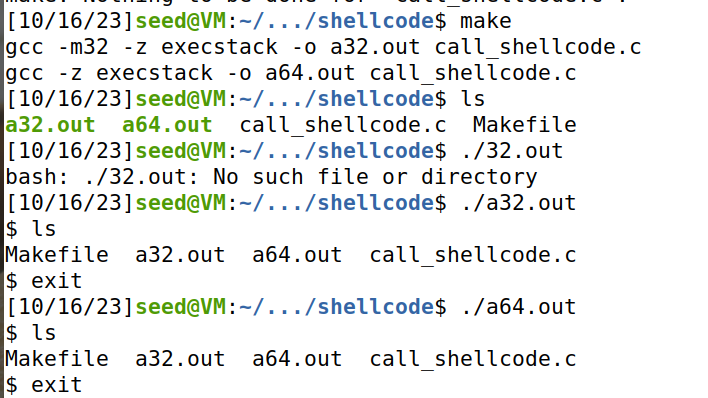 make: Nothing to be done for 'call_shellcode.c'.
[10/16/23]seed@VM:~/.../shellcode$ make
gcc -m32 -z execstack -o a32.out call_shellcode.c
gcc -z execstack -o a64.out call_shellcode.c
[10/16/23]seed@VM:~/.../shellcode$ ls
a32.out  a64.out  call_shellcode.c  Makefile
[10/16/23]seed@VM:~/.../shellcode$ ./32.out
bash: ./32.out: No such file or directory
[10/16/23]seed@VM:~/.../shellcode$ ./a32.out
$ ls
Makefile  a32.out  a64.out  call_shellcode.c
$ exit
[10/16/23]seed@VM:~/.../shellcode$ ./a64.out
$ ls
Makefile  a32.out  a64.out  call_shellcode.c
$ exit